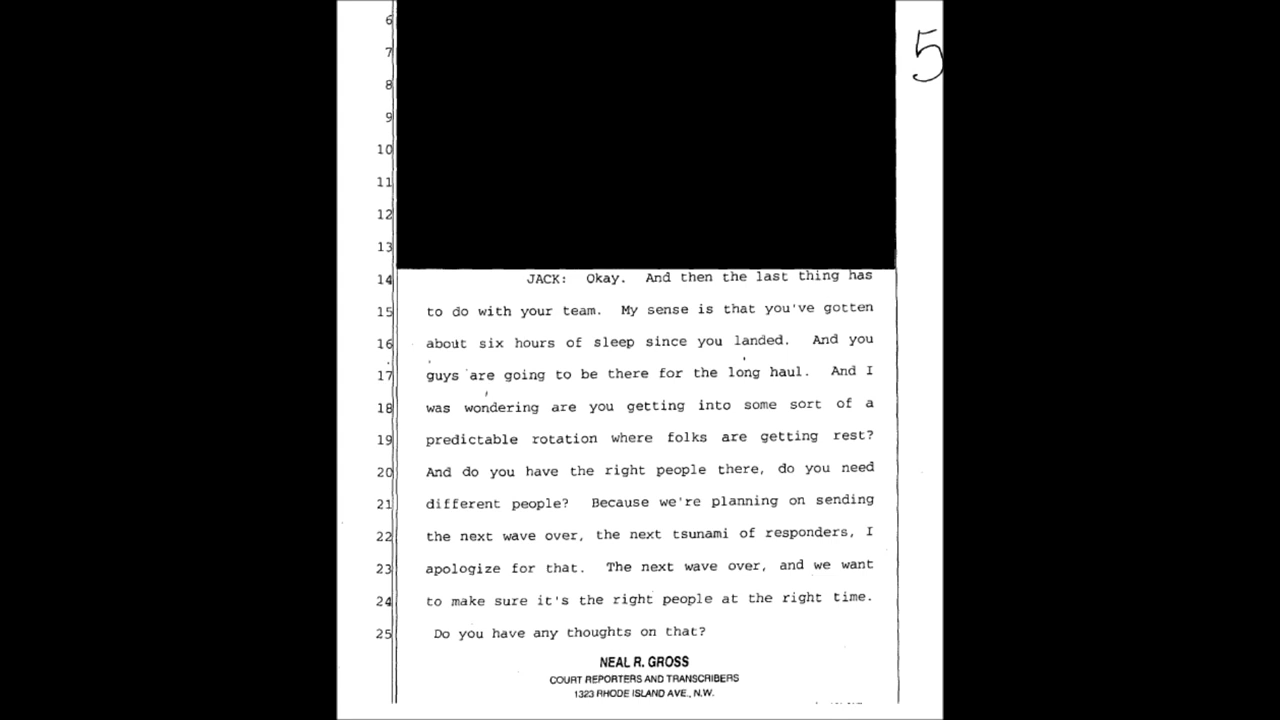 6
7
8
9
10
11
12
13
5
14 JACK: Okay. And then the last thing has
15 to do with your team. My sense is that you've gotten
16 about six hours of sleep since you landed. And you
17 guys are going to be there for the long haul. And I
18 was wondering are you getting into some sort of a
19 predictable rotation where folks are getting rest?
20 And do you have the right people there, do you need
21 different people? Because we're planning on sending
22 the next wave over, the next tsunami of responders, I
23 apologize for that. The next wave over, and we want
24 to make sure it's the right people at the right time.
25 Do you have any thoughts on that?
NEAL R. GROSS
COURT REPORTERS AND TRANSCRIBERS
1323 RHODE ISLAND AVE., N.W.